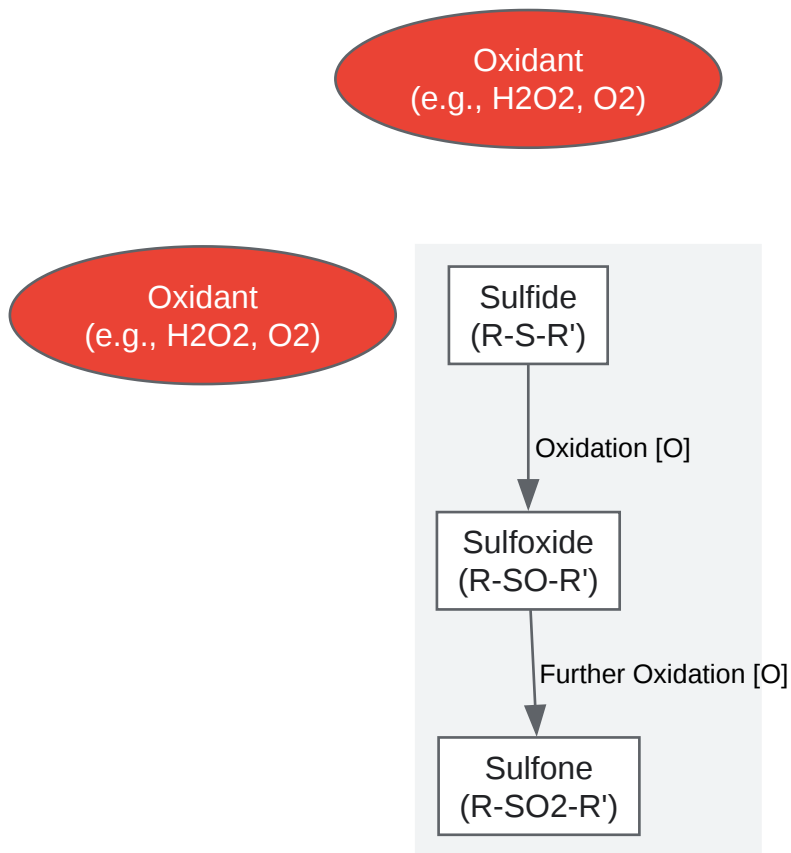 Oxidant
(e.g., H2O2, O2)
Oxidant
(e.g., H2O2, O2)
Sulfide
(R-S-R')
Oxidation [O]
Sulfoxide
(R-SO-R')
Further Oxidation [O]
Sulfone
(R-SO2-R')